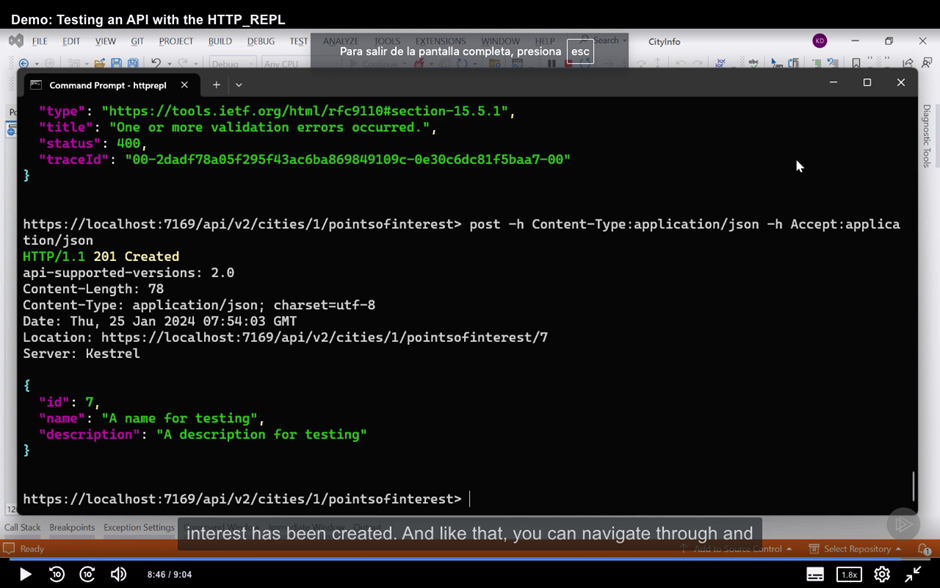 Demo: Testing an API with the HTTP_REPL
FILE EDIT VIEW GIT PROJECT BUILD DEBUG TEST ANALYZE TOOLS EXTENSIONS WINDOW HELP Search CityInfo KD
Para salir de la pantalla completa, presiona esc
Debug Any CPU Continue
Command Prompt - httprepl
"type": "https://tools.ietf.org/html/rfc9110#section-15.5.1",
"title": "One or more validation errors occurred.",
"status": 400,
"traceId": "00-2dadf78a05f295f43ac6ba869849109c-0e30c6dc81f5baa7-00"
}
Diagnostic Tools
https://localhost:7169/api/v2/cities/1/pointsofinterest> post -h Content-Type:application/json -h Accept:applica
tion/json
HTTP/1.1 201 Created
api-supported-versions: 2.0
Content-Length: 78
Content-Type: application/json; charset=utf-8
Date: Thu, 25 Jan 2024 07:54:03 GMT
Location: https://localhost:7169/api/v2/cities/1/pointsofinterest/7
Server: Kestrel
{
"id": 7,
"name": "A name for testing",
"description": "A description for testing"
}
https://localhost:7169/api/v2/cities/1/pointsofinterest>
Call Stack Breakpoints Exception Settings
interest has been created. And like that, you can navigate through and
Ready Add to Source Control Select Repository
8:46 / 9:04 1.8x